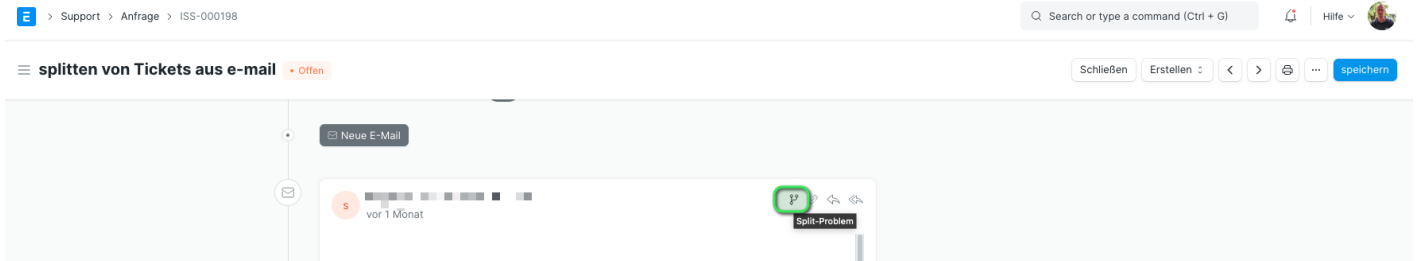 E > Support > Anfrage > ISS-000198
Search or type a command (Ctrl + G)
Hilfe
splitten von Tickets aus e-mail • Offen
Schließen Erstellen ··· speichern
Neue E-Mail
S
vor 1 Monat
Split-Problem